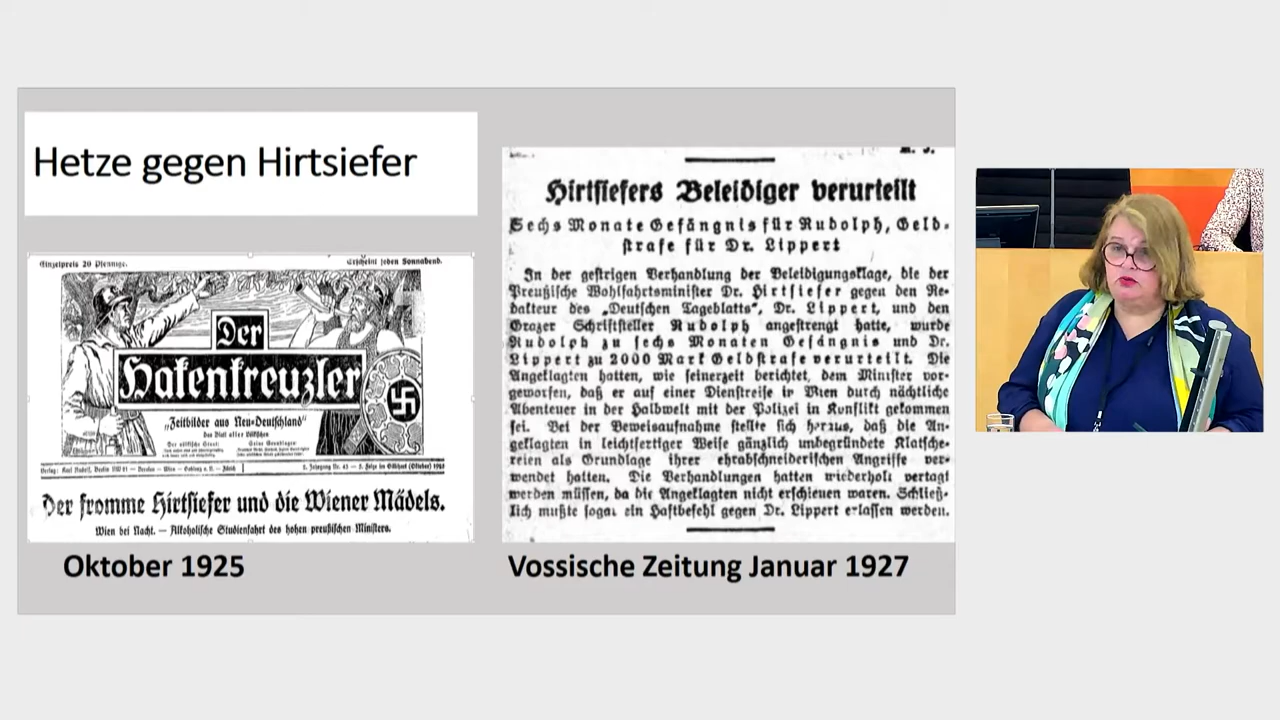 Hetze gegen Hirtsiefer
Einzelpreis 20 Pfennige.
Erscheint jeden Sonnabend.
Der
Hakenkreuzler
„Zeitbilder aus Neu-Deutschland“
Das Blatt aller Völkischen
Der fromme Hirtsiefer und die Wiener Mädels.
Wien bei Nacht. — Alkoholische Studienfahrt des hohen preußischen Ministers.
Oktober 1925
Hirtsiefers Beleidiger verurteilt
Sechs Monate Gefängnis für Rudolph, Geld-
strafe für Dr. Lippert
In der gestrigen Verhandlung der Beleidigungsklage, die der
Preußische Wohlfahrtsminister Dr. Hirtsiefer gegen den Re-
dakteur des „Deutschen Tageblatts“, Dr. Lippert, und den
Grazer Schriftsteller Rudolph angestrengt hatte, wurde
Rudolph zu sechs Monaten Gefängnis und Dr.
Lippert zu 2000 Mark Geldstrafe verurteilt. Die
Angeklagten hatten, wie seinerzeit berichtet, dem Minister vor-
geworfen, daß er auf einer Dienstreise in Wien durch nächtliche
Abenteuer in der Halbwelt mit der Polizei in Konflikt gekommen
sei. Bei der Beweisaufnahme stellte sich heraus, daß die An-
geklagten in leichtfertiger Weise gänzlich unbegründete Klatsche-
reien als Grundlage ihrer ehrabschneiderischen Angriffe ver-
wendet hatten. Die Verhandlungen hatten wiederholt vertagt
werden müssen, da die Angeklagten nicht erschienen waren. Schließ-
lich mußte sogar ein Haftbefehl gegen Dr. Lippert erlassen werden.
Vossische Zeitung Januar 1927